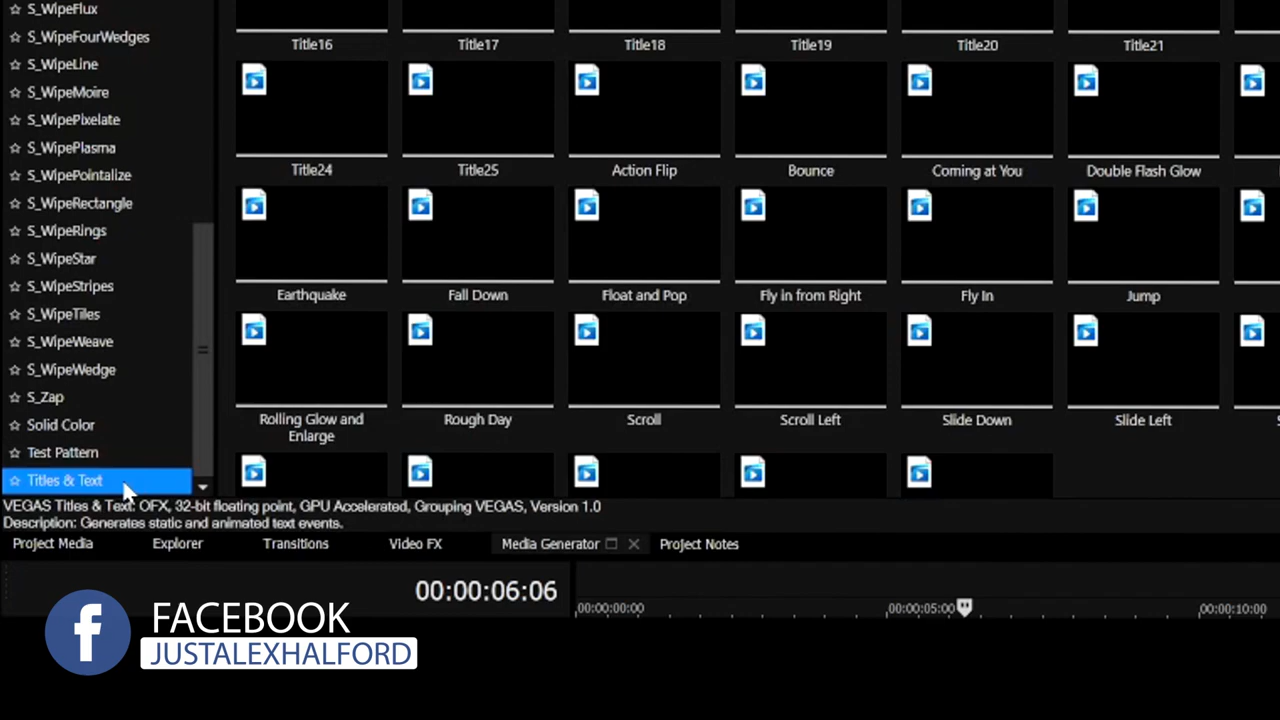 S_WipeFlux
S_WipeFourWedges
S_WipeLine
S_WipeMoire
S_WipePixelate
S_WipePlasma
S_WipePointalize
S_WipeRectangle
S_WipeRings
S_WipeStar
S_WipeStripes
S_WipeTiles
S_WipeWeave
S_WipeWedge
S_Zap
Solid Color
Test Pattern
Titles & Text
Title16 Title17 Title18 Title19 Title20 Title21
Title24 Title25 Action Flip Bounce Coming at You Double Flash Glow
Earthquake Fall Down Float and Pop Fly in from Right Fly In Jump
Rolling Glow and Enlarge Rough Day Scroll Scroll Left Slide Down Slide Left
VEGAS Titles & Text: OFX, 32-bit floating point, GPU Accelerated, Grouping VEGAS, Version 1.0
Description: Generates static and animated text events.
Project Media Explorer Transitions Video FX Media Generator Project Notes
00:00:06:06
00:00:00:00 00:00:05:00 00:00:10:00
f FACEBOOK
JUSTALEXHALFORD